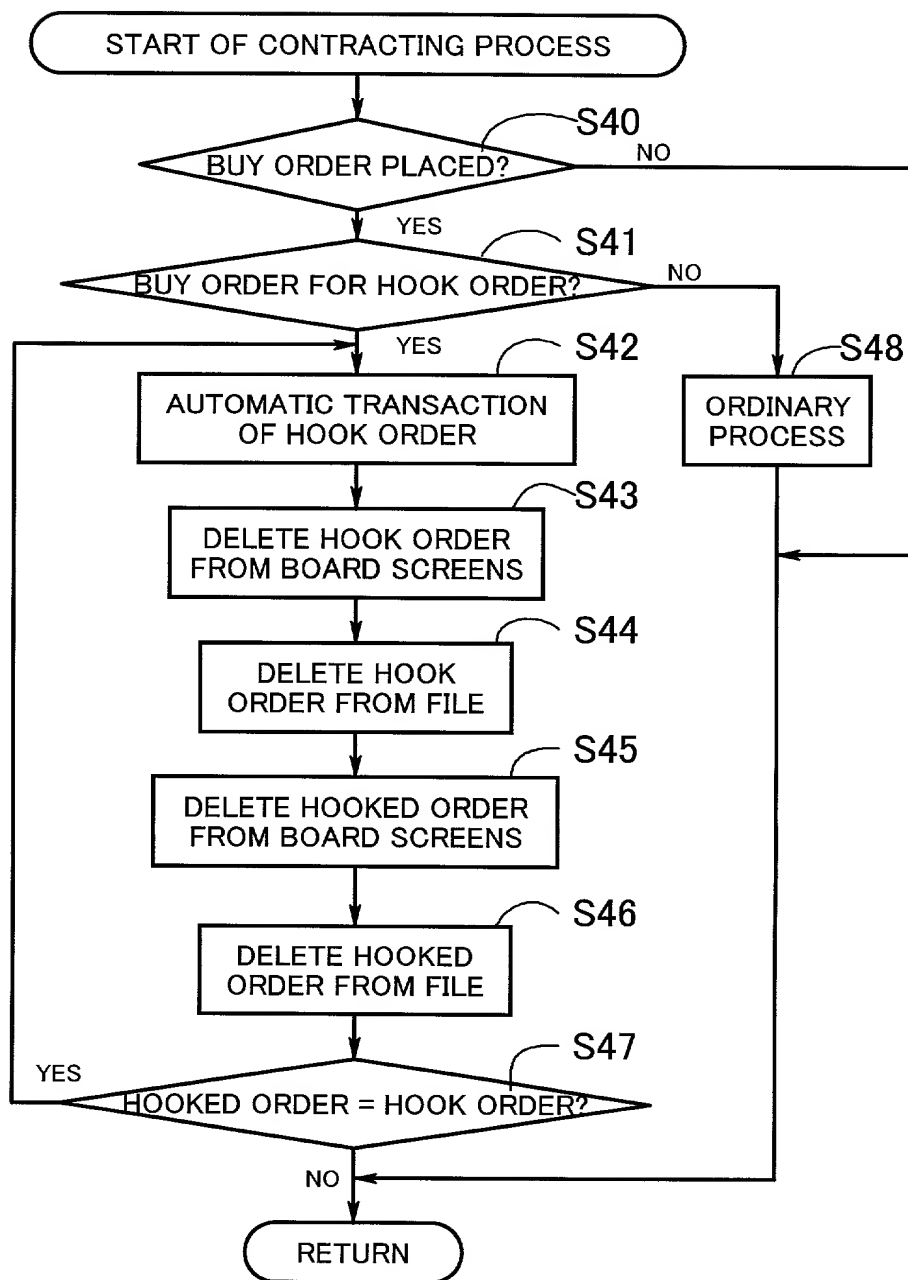 START OF CONTRACTING PROCESS
S40
BUY ORDER PLACED?
NO
YES
S41
BUY ORDER FOR HOOK ORDER?
NO
YES
S42
AUTOMATIC TRANSACTION
OF HOOK ORDER
S48
ORDINARY
PROCESS
S43
DELETE HOOK ORDER
FROM BOARD SCREENS
S44
DELETE HOOK
ORDER FROM FILE
S45
DELETE HOOKED ORDER
FROM BOARD SCREENS
S46
DELETE HOOKED
ORDER FROM FILE
S47
YES
HOOKED ORDER = HOOK ORDER?
NO
RETURN